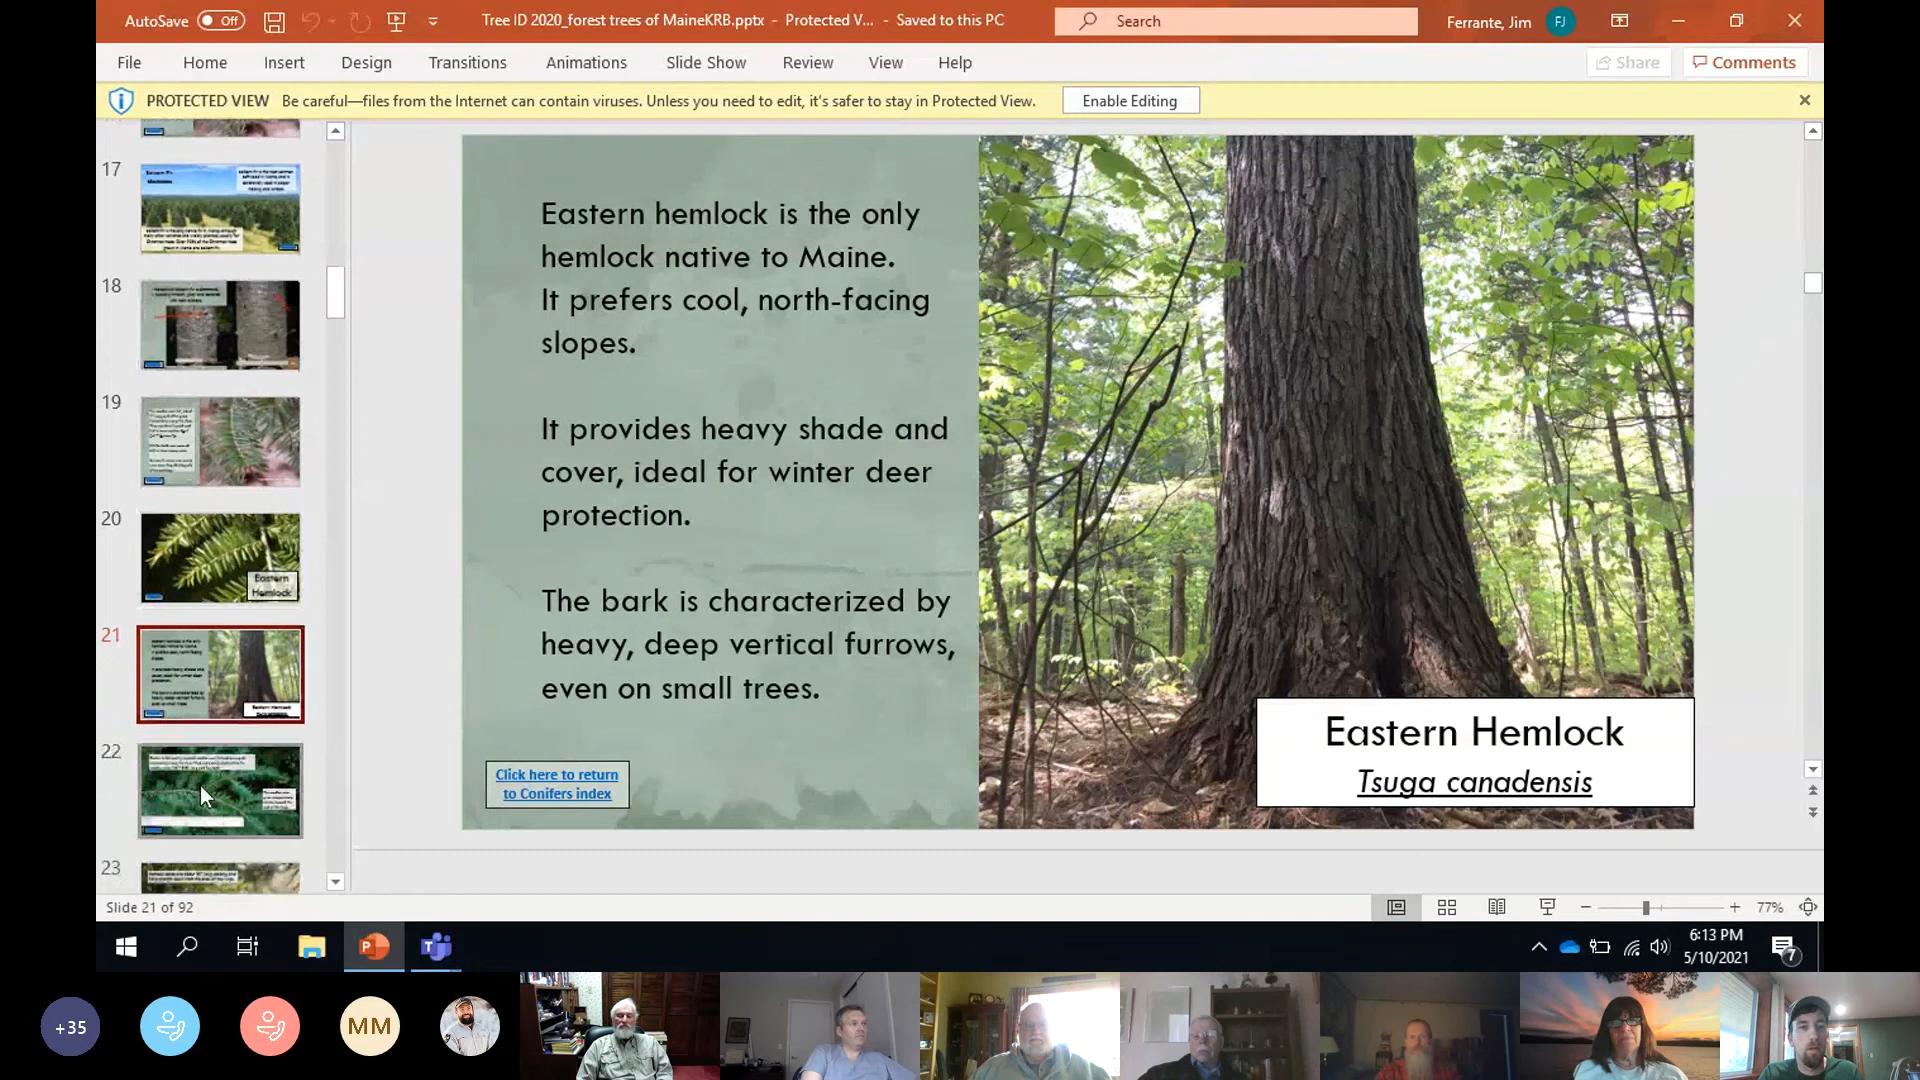 AutoSave Off
Tree ID 2020_forest trees of MaineKRB.pptx - Protected V... - Saved to this PC
Search
Ferrante, Jim FJ
File Home Insert Design Transitions Animations Slide Show Review View Help
Share Comments
PROTECTED VIEW Be careful—files from the Internet can contain viruses. Unless you need to edit, it's safer to stay in Protected View. Enable Editing
17
18
19
20
Eastern
Hemlock
21
22
23
Eastern hemlock is the only
hemlock native to Maine.
It prefers cool, north-facing
slopes.
It provides heavy shade and
cover, ideal for winter deer
protection.
The bark is characterized by
heavy, deep vertical furrows,
even on small trees.
Click here to return
to Conifers index
Eastern Hemlock
Tsuga canadensis
Slide 21 of 92
77%
6:13 PM
5/10/2021
7
+35
MM